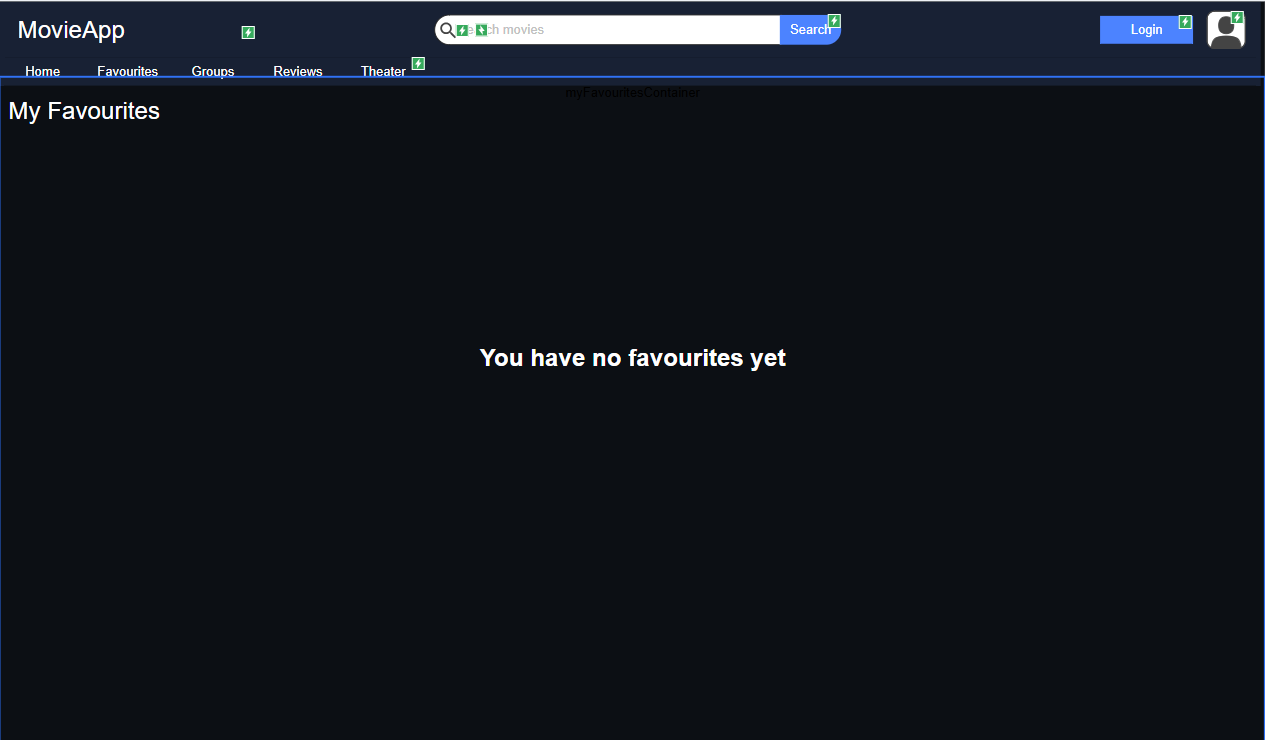 MovieApp
Search movies
Search
Login
Home Favourites Groups Reviews Theater
myFavouritesContainer
My Favourites
You have no favourites yet